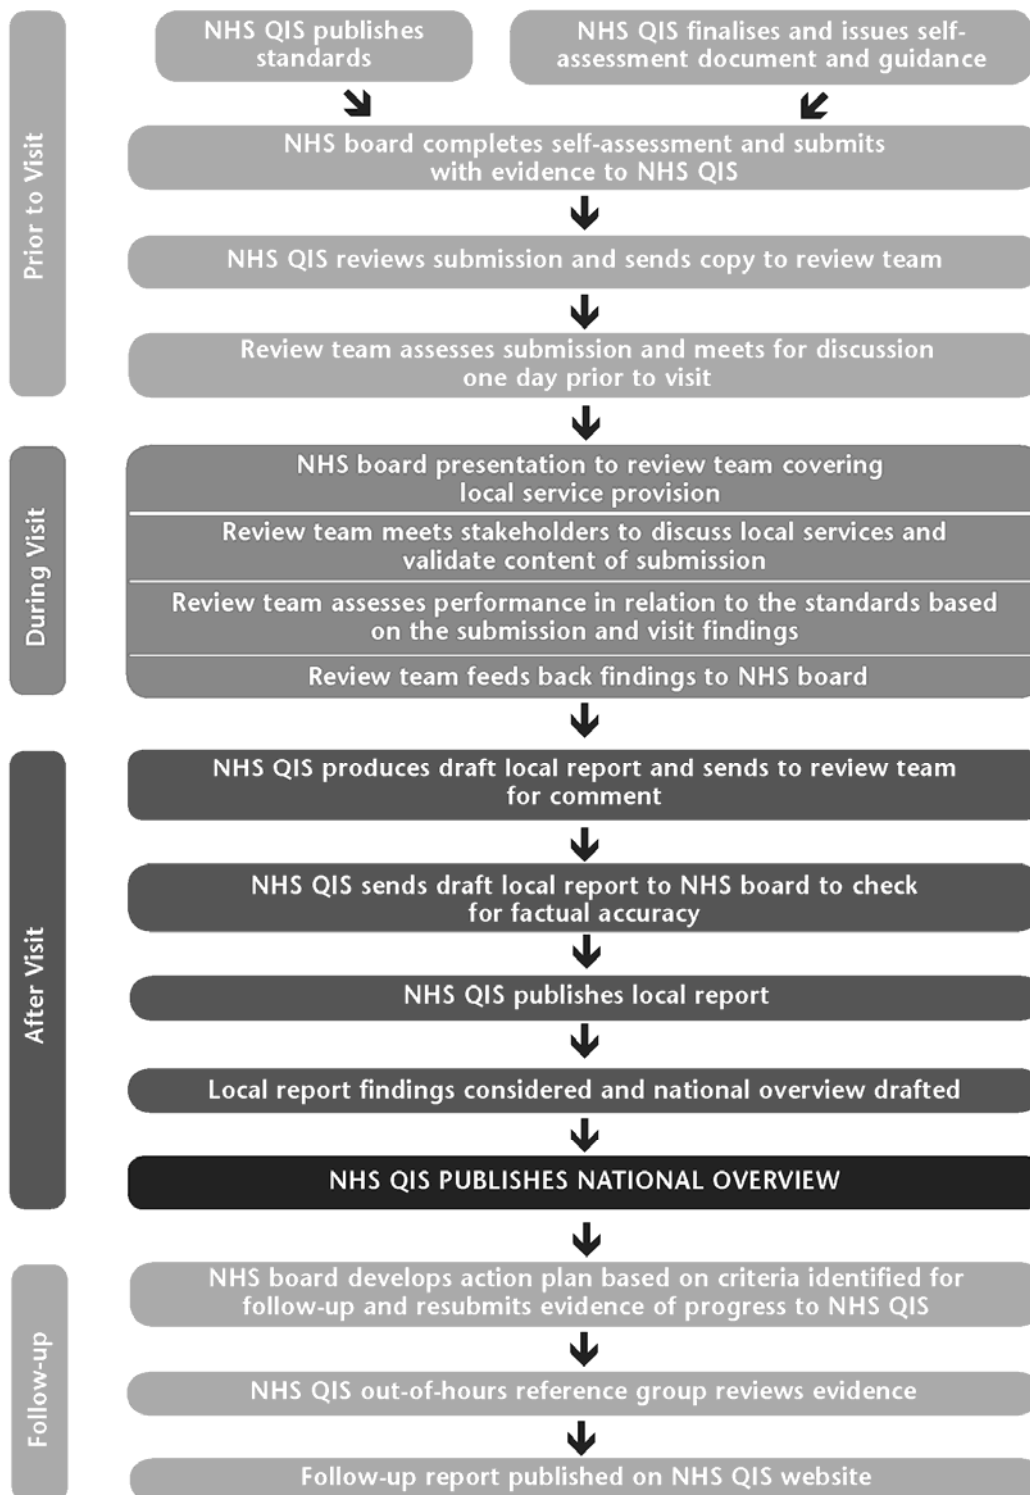 Prior to Visit
NHS QIS publishes
standards
NHS QIS finalises and issues self-
assessment document and guidance
NHS board completes self-assessment and submits
with evidence to NHS QIS
NHS QIS reviews submission and sends copy to review team
Review team assesses submission and meets for discussion
one day prior to visit
During Visit
NHS board presentation to review team covering
local service provision
Review team meets stakeholders to discuss local services and
validate content of submission
Review team assesses performance in relation to the standards based
on the submission and visit findings
Review team feeds back findings to NHS board
After Visit
NHS QIS produces draft local report and sends to review team
for comment
NHS QIS sends draft local report to NHS board to check
for factual accuracy
NHS QIS publishes local report
Local report findings considered and national overview drafted
NHS QIS PUBLISHES NATIONAL OVERVIEW
Follow-up
NHS board develops action plan based on criteria identified for
follow-up and resubmits evidence of progress to NHS QIS
NHS QIS out-of-hours reference group reviews evidence
Follow-up report published on NHS QIS website